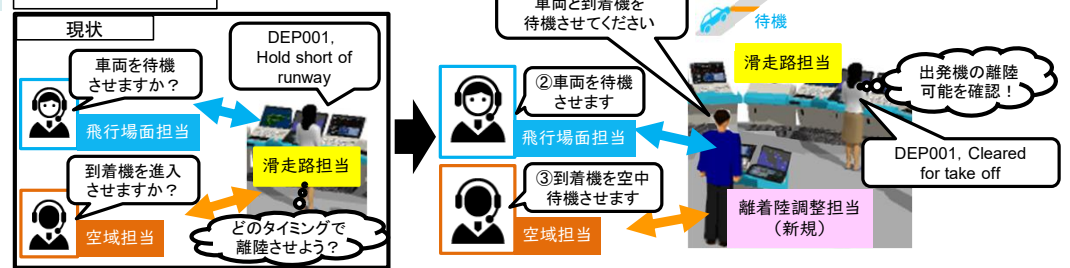 現状
車両を待機
させますか？
飛行場面担当
DEP001,
Hold short of
runway
滑走路担当
到着機を進入
させますか？
空域担当
どのタイミングで
離陸させよう？
車両と到着機を
待機させてください
待機
②車両を待機
させます
飛行場面担当
③到着機を空中
待機させます
空域担当
滑走路担当
出発機の離陸
可能を確認！
DEP001, Cleared
for take off
離着陸調整担当
（新規）